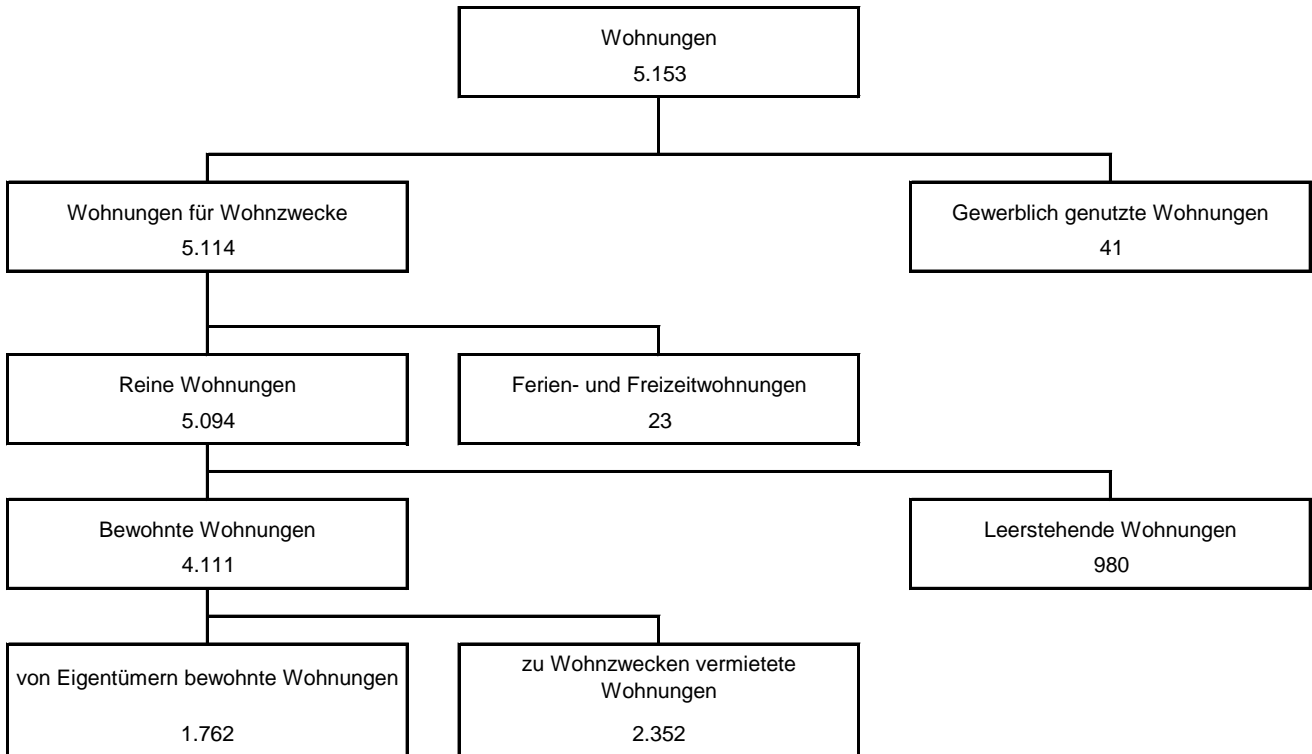 Wohnungen
5.153
Wohnungen für Wohnzwecke
5.114
Gewerblich genutzte Wohnungen
41
Reine Wohnungen
5.094
Ferien- und Freizeitwohnungen
23
Bewohnte Wohnungen
4.111
Leerstehende Wohnungen
980
von Eigentümern bewohnte Wohnungen
1.762
zu Wohnzwecken vermietete
Wohnungen
2.352